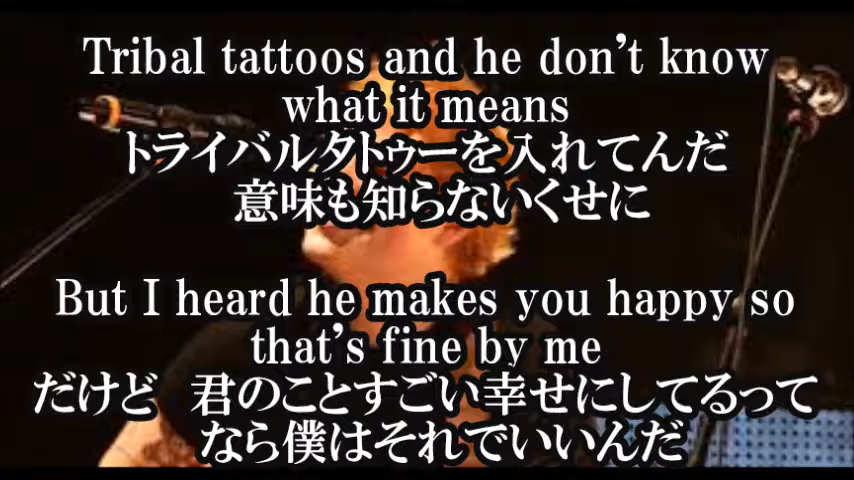 Tribal tattoos and he don't know
what it means
トライバルタトゥーを入れてんだ
意味も知らないくせに
But I heard he makes you happy so
that's fine by me
だけど　君のことすごい幸せにしてるって
なら僕はそれでいいんだ